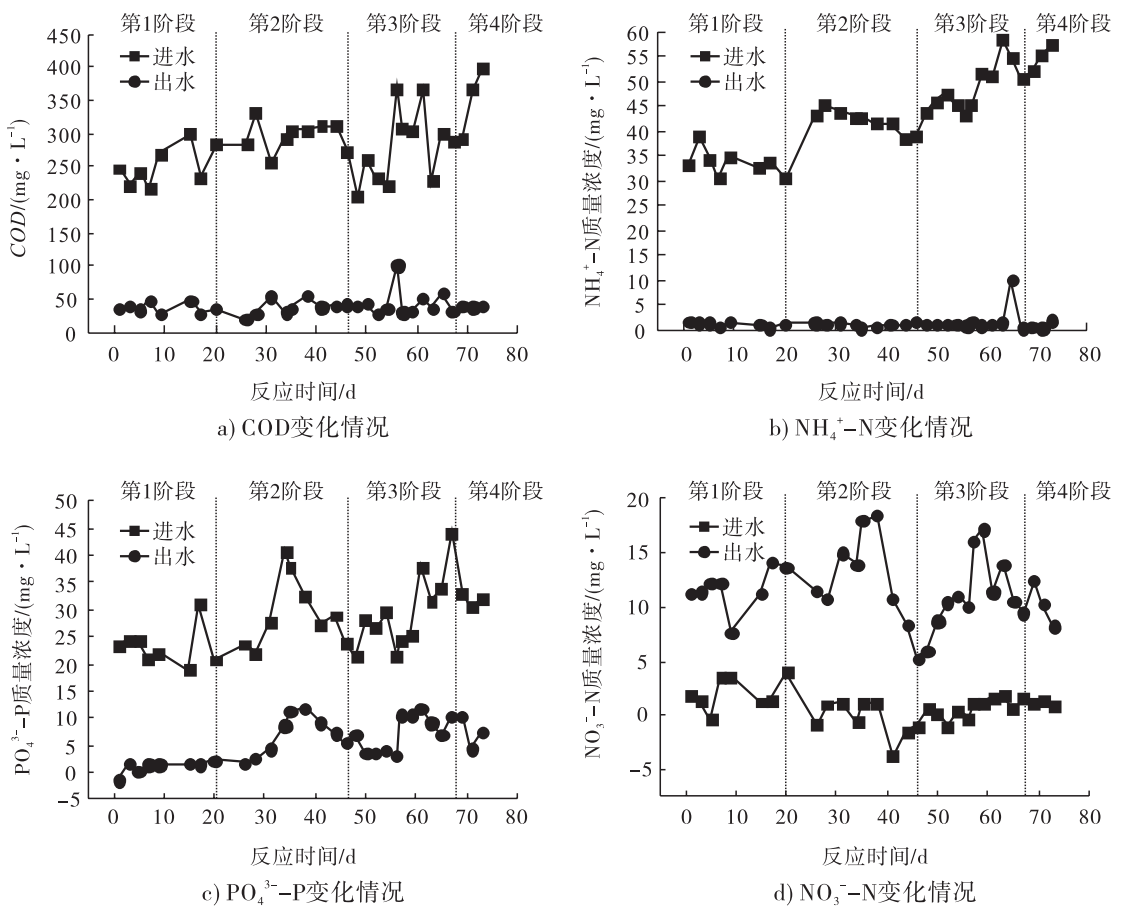 第1阶段 第2阶段 第3阶段 第4阶段
进水
出水
COD/(mg·L⁻¹)
450
400
350
300
250
200
150
100
50
0
0 10 20 30 40 50 60 70 80
反应时间/d
a) COD变化情况
第1阶段 第2阶段 第3阶段 第4阶段
进水
出水
NH₄⁺–N质量浓度/(mg·L⁻¹)
60
55
50
45
40
35
30
25
20
15
10
5
0
0 10 20 30 40 50 60 70 80
反应时间/d
b) NH₄⁺–N变化情况
第1阶段 第2阶段 第3阶段 第4阶段
进水
出水
PO₄³⁻–P质量浓度/(mg·L⁻¹)
50
45
40
35
30
25
20
15
10
5
0
−5
0 10 20 30 40 50 60 70 80
反应时间/d
c) PO₄³⁻–P变化情况
第1阶段 第2阶段 第3阶段 第4阶段
进水
出水
NO₃⁻–N质量浓度/(mg·L⁻¹)
20
15
10
5
0
−5
0 10 20 30 40 50 60 70 80
反应时间/d
d) NO₃⁻–N变化情况